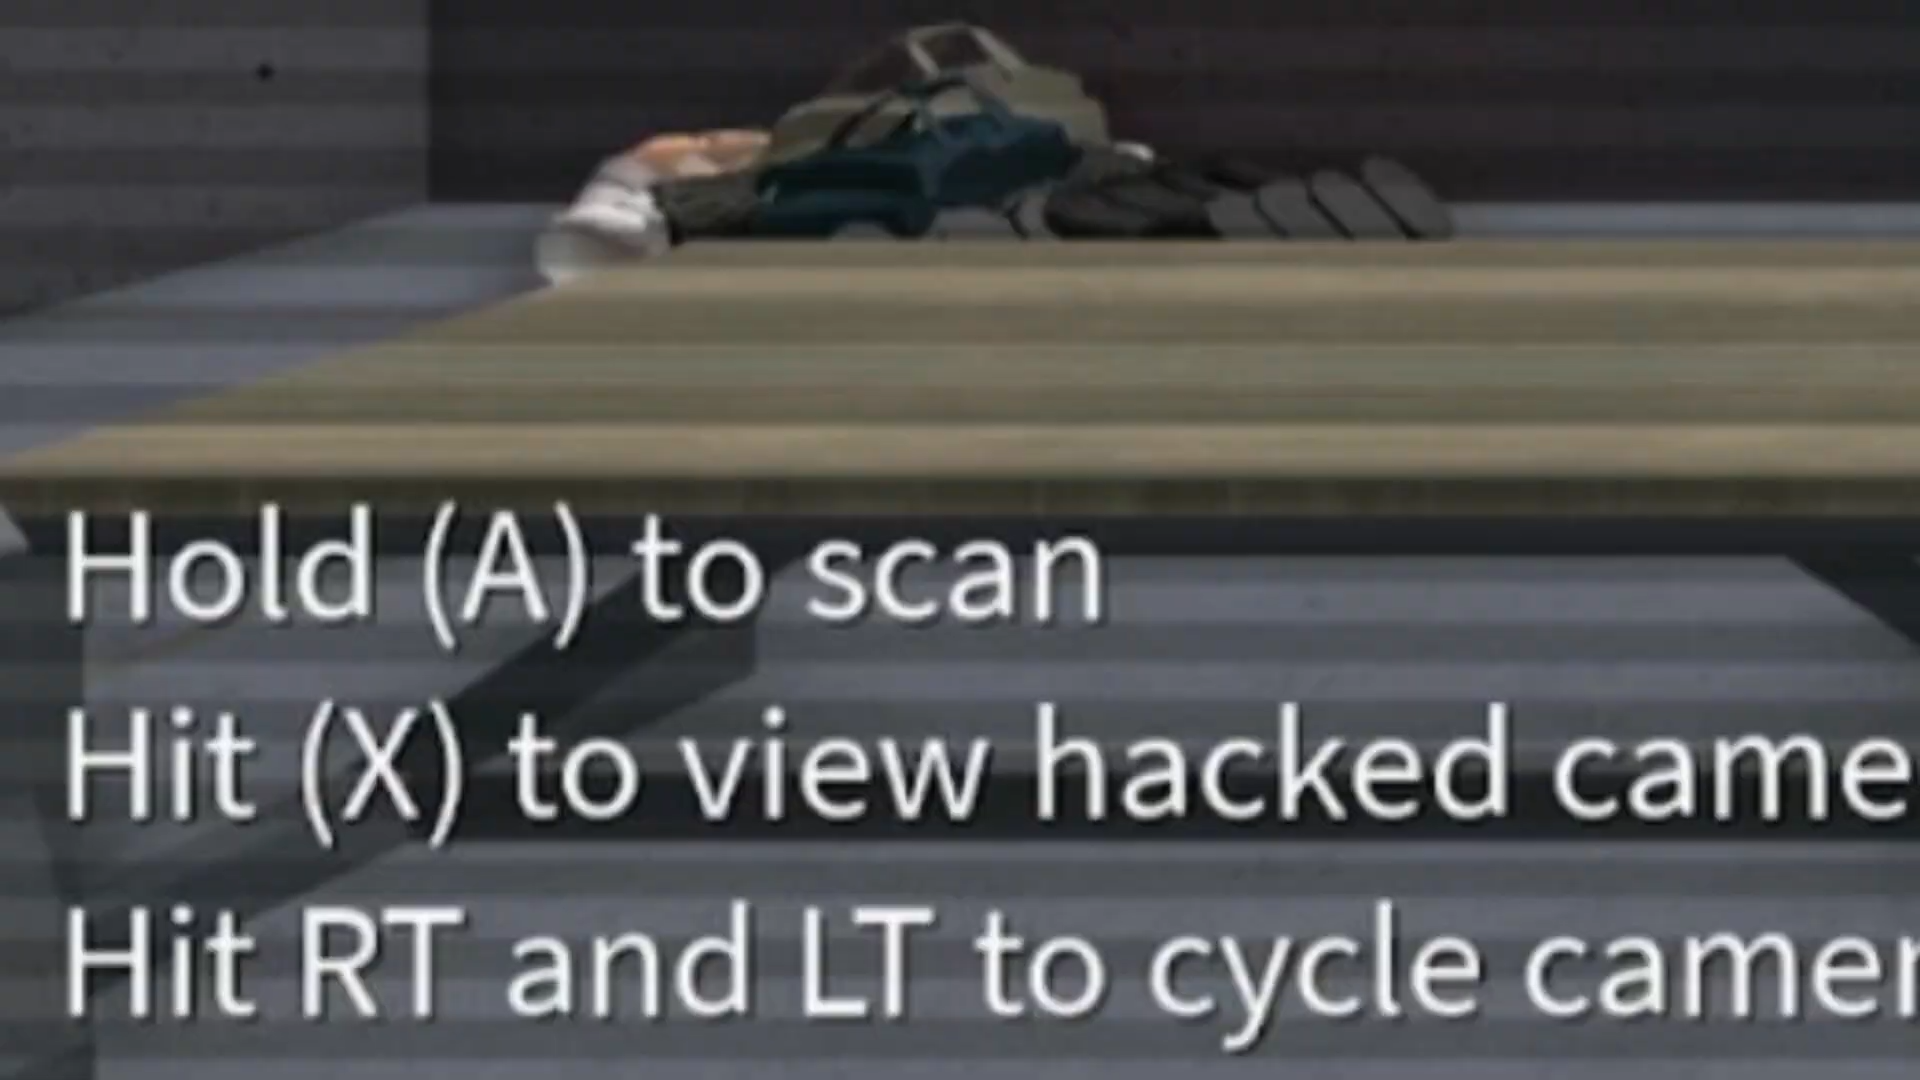 Hold (A) to scan
Hit (X) to view hacked came
Hit RT and LT to cycle camer